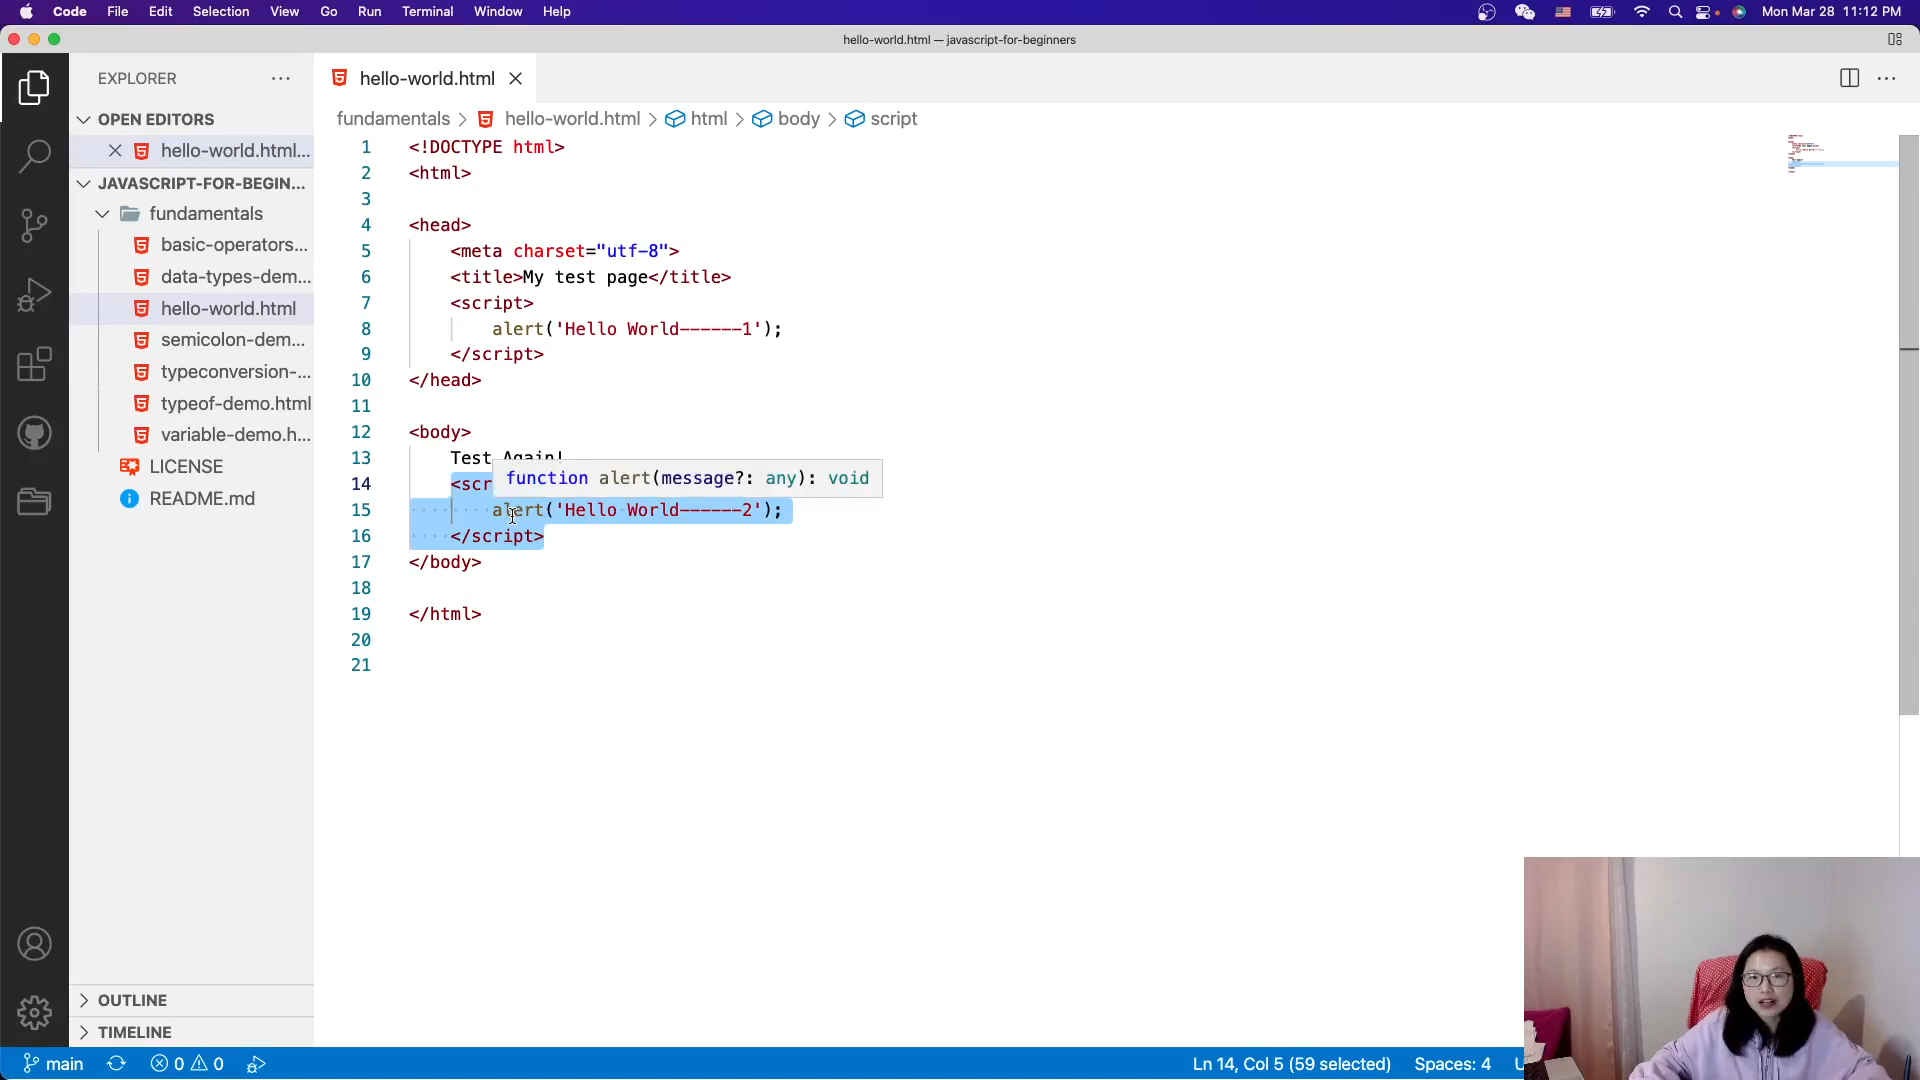 Code File Edit Selection View Go Run Terminal Window Help Mon Mar 28 11:12 PM
hello-world.html — javascript-for-beginners
EXPLORER
OPEN EDITORS
hello-world.html...
JAVASCRIPT-FOR-BEGIN...
fundamentals
basic-operators...
data-types-dem...
hello-world.html
semicolon-dem...
typeconversion-...
typeof-demo.html
variable-demo.h...
LICENSE
README.md
OUTLINE
TIMELINE
hello-world.html
fundamentals > hello-world.html > html > body > script
1 <!DOCTYPE html>
2 <html>
3
4 <head>
5 <meta charset="utf-8">
6 <title>My test page</title>
7 <script>
8 alert('Hello World------1');
9 </script>
10 </head>
11
12 <body>
13 Test Again!
function alert(message?: any): void
14 <scr
15 alert('Hello World------2');
16 </script>
17 </body>
18
19 </html>
20
21
main 0 0 Ln 14, Col 5 (59 selected) Spaces: 4